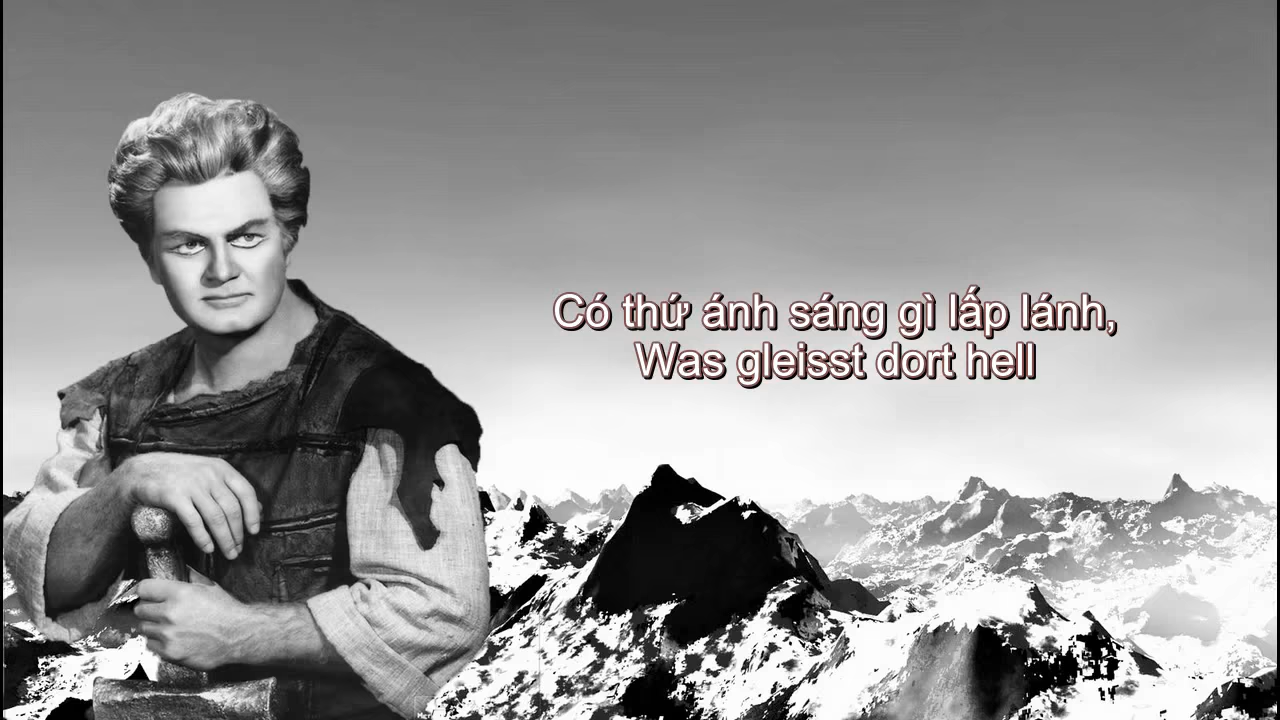 Có thứ ánh sáng gì lấp lánh,
Was gleisst dort hell